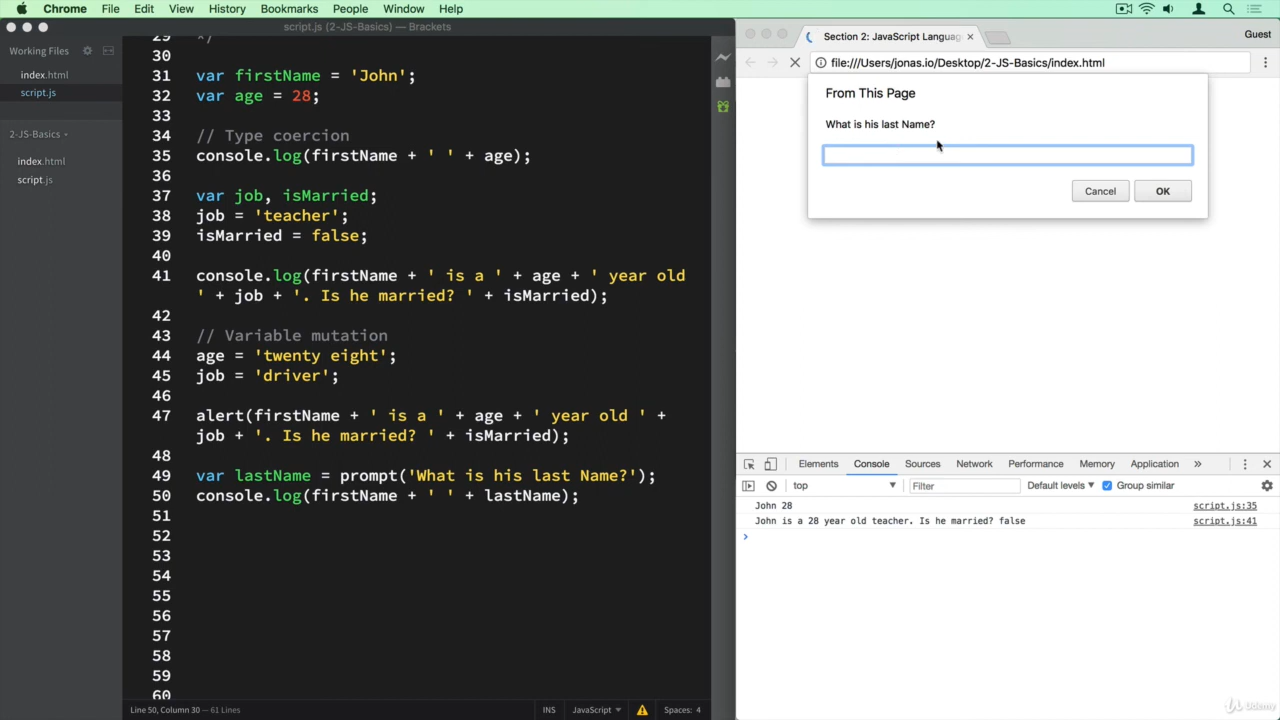 Chrome File Edit View History Bookmarks People Window Help
script.js (2-JS-Basics) — Brackets
Working Files
index.html
script.js
2-JS-Basics
index.html
script.js
29 */
30
31 var firstName = 'John';
32 var age = 28;
33
34 // Type coercion
35 console.log(firstName + ' ' + age);
36
37 var job, isMarried;
38 job = 'teacher';
39 isMarried = false;
40
41 console.log(firstName + ' is a ' + age + ' year old
' + job + '. Is he married? ' + isMarried);
42
43 // Variable mutation
44 age = 'twenty eight';
45 job = 'driver';
46
47 alert(firstName + ' is a ' + age + ' year old ' +
job + '. Is he married? ' + isMarried);
48
49 var lastName = prompt('What is his last Name?');
50 console.log(firstName + ' ' + lastName);
51
52
53
54
55
56
57
58
59
60
Line 50, Column 30 — 61 Lines
INS JavaScript Spaces: 4
Section 2: JavaScript Languag
Guest
file:///Users/jonas.io/Desktop/2-JS-Basics/index.html
From This Page
What is his last Name?
Cancel OK
Elements Console Sources Network Performance Memory Application »
top Filter Default levels Group similar
John 28 script.js:35
John is a 28 year old teacher. Is he married? false script.js:41
Udemy